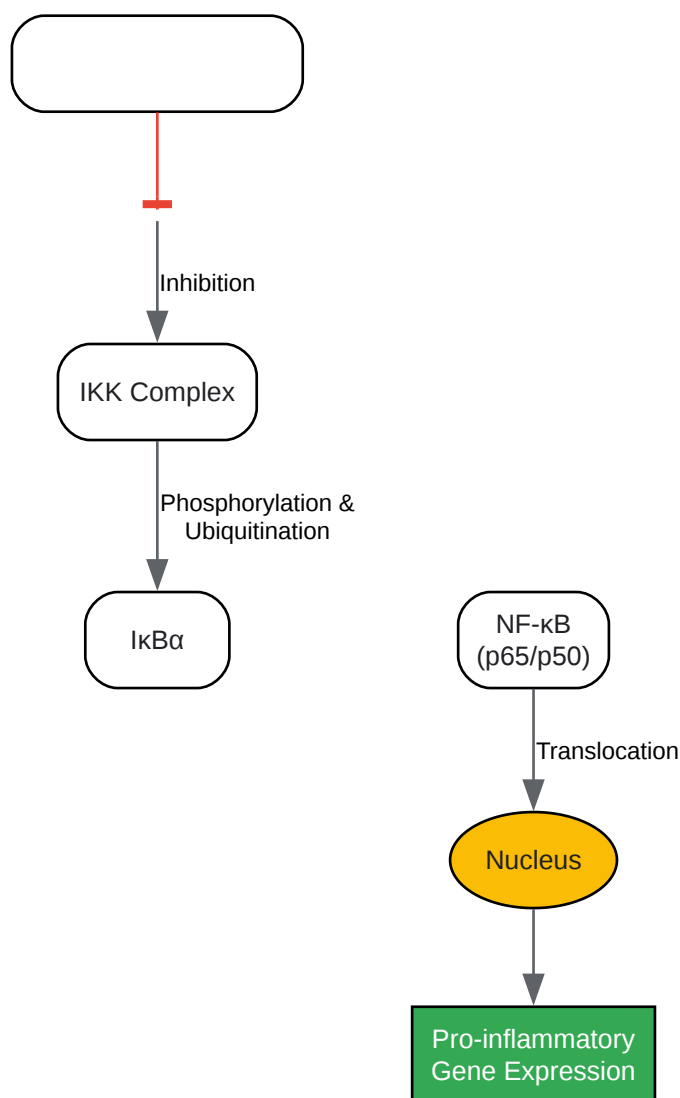 Inhibition
IKK Complex
Phosphorylation &
Ubiquitination
IκBα
NF-κB
(p65/p50)
Translocation
Nucleus
Pro-inflammatory
Gene Expression